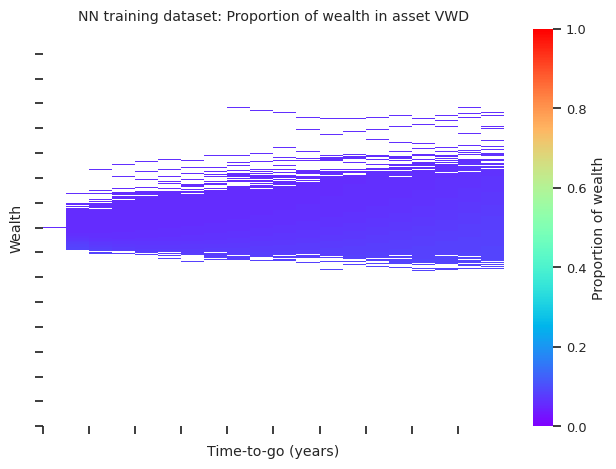 NN training dataset: Proportion of wealth in asset VWD
Wealth
Time-to-go (years)
1.0
0.8
0.6
0.4
0.2
0.0
Proportion of wealth